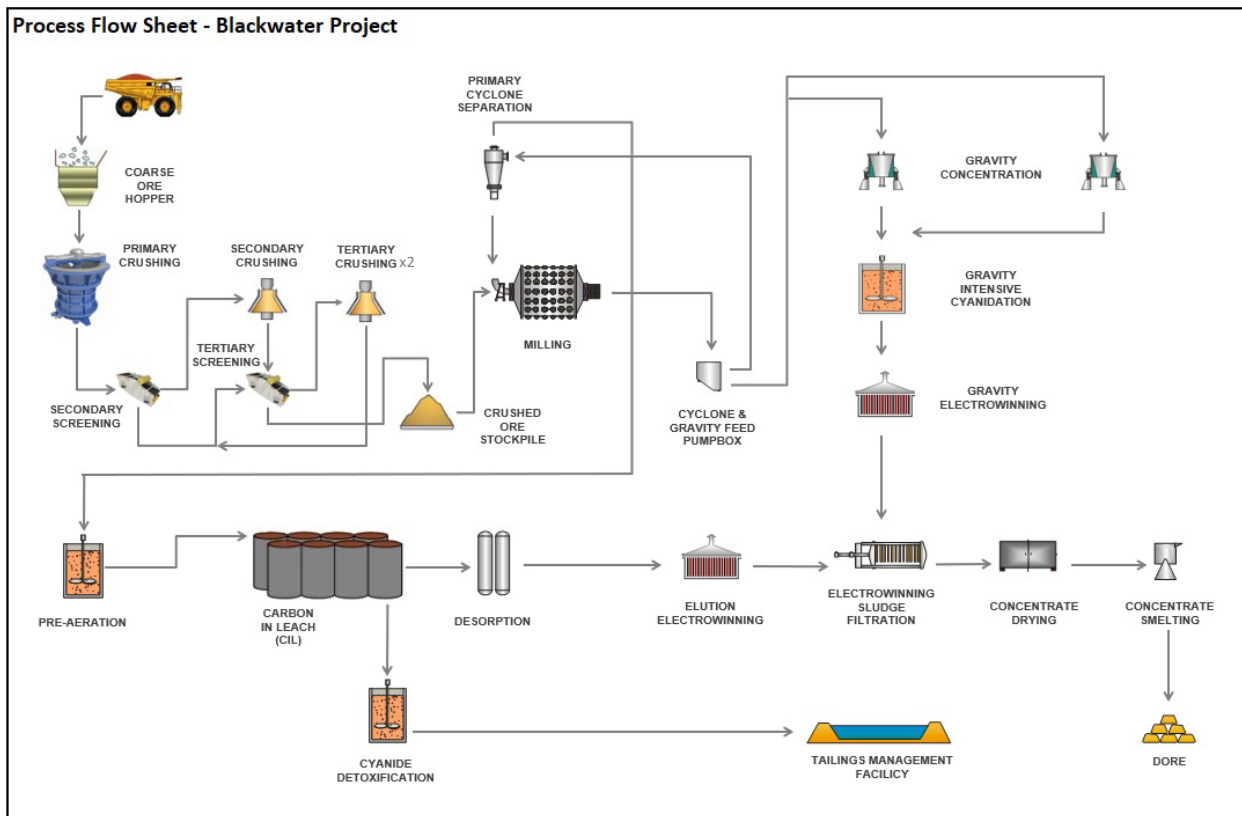 Process Flow Sheet - Blackwater Project
PRIMARY
CYCLONE
SEPARATION
COARSE
ORE
HOPPER
GRAVITY
CONCENTRATION
PRIMARY
CRUSHING
SECONDARY
CRUSHING
TERTIARY
CRUSHING x2
GRAVITY
INTENSIVE
CYANIDATION
MILLING
TERTIARY
SCREENING
SECONDARY
SCREENING
CRUSHED
ORE
STOCKPILE
CYCLONE &
GRAVITY FEED
PUMPBOX
GRAVITY
ELECTROWINNING
PRE-AERATION
CARBON
IN LEACH
(CIL)
DESORPTION
ELUTION
ELECTROWINNING
ELECTROWINNING
SLUDGE
FILTRATION
CONCENTRATE
DRYING
CONCENTRATE
SMELTING
CYANIDE
DETOXIFICATION
TAILINGS MANAGEMENT
FACILICY
DORE